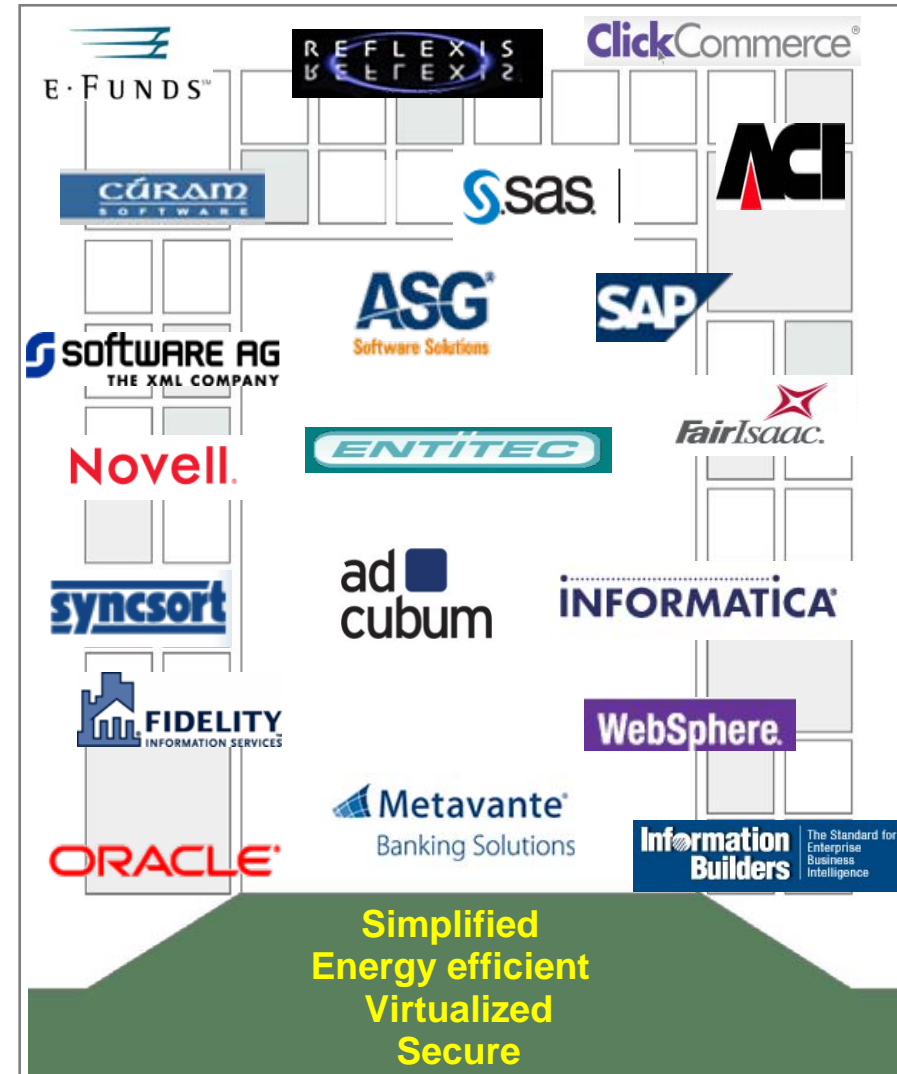 E·FUNDS℠
REFLEXIS
REFLEXIS
ClickCommerce®
CÚRAM
SOFTWARE
sas.
ACI
ASG®
Software Solutions
SAP
software AG
THE XML COMPANY
FairIsaac.
Novell.
ENTITEC
syncsort
ad
cubum
INFORMATICA®
FIDELITY
INFORMATION SERVICES
WebSphere.
Metavante®
Banking Solutions
ORACLE®
Information
Builders
The Standard for
Enterprise
Business
Intelligence
Simplified
Energy efficient
Virtualized
Secure